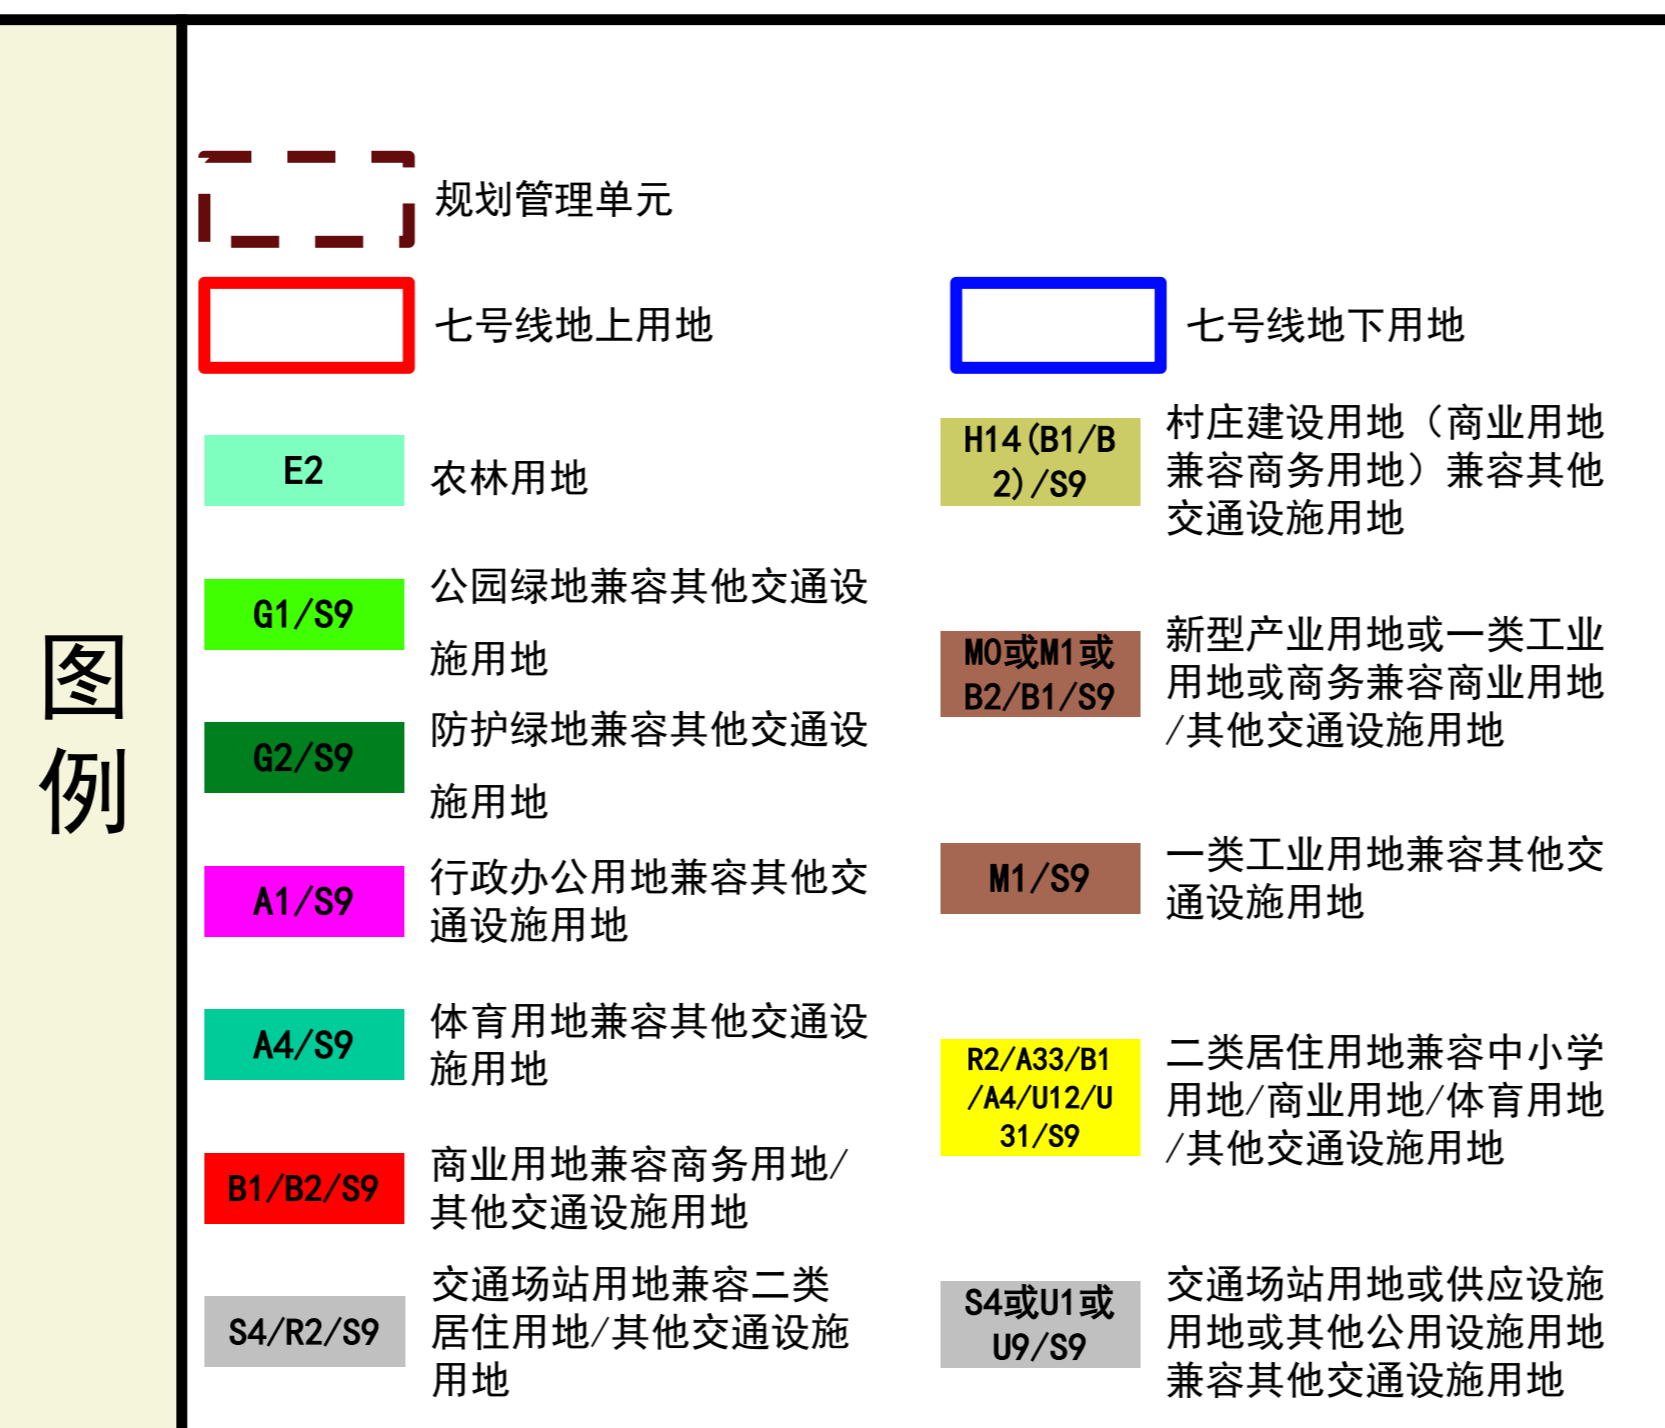 图
例
规划管理单元
七号线地上用地
七号线地下用地
E2
农林用地
H14(B1/B
2)/S9
村庄建设用地（商业用地
兼容商务用地）兼容其他
交通设施用地
G1/S9
公园绿地兼容其他交通设
施用地
M0或M1或
B2/B1/S9
新型产业用地或一类工业
用地或商务兼容商业用地
/其他交通设施用地
G2/S9
防护绿地兼容其他交通设
施用地
A1/S9
行政办公用地兼容其他交
通设施用地
M1/S9
一类工业用地兼容其他交
通设施用地
A4/S9
体育用地兼容其他交通设
施用地
R2/A33/B1
/A4/U12/U
31/S9
二类居住用地兼容中小学
用地/商业用地/体育用地
/其他交通设施用地
B1/B2/S9
商业用地兼容商务用地/
其他交通设施用地
S4/R2/S9
交通场站用地兼容二类
居住用地/其他交通设施
用地
S4或U1或
U9/S9
交通场站用地或供应设施
用地或其他公用设施用地
兼容其他交通设施用地